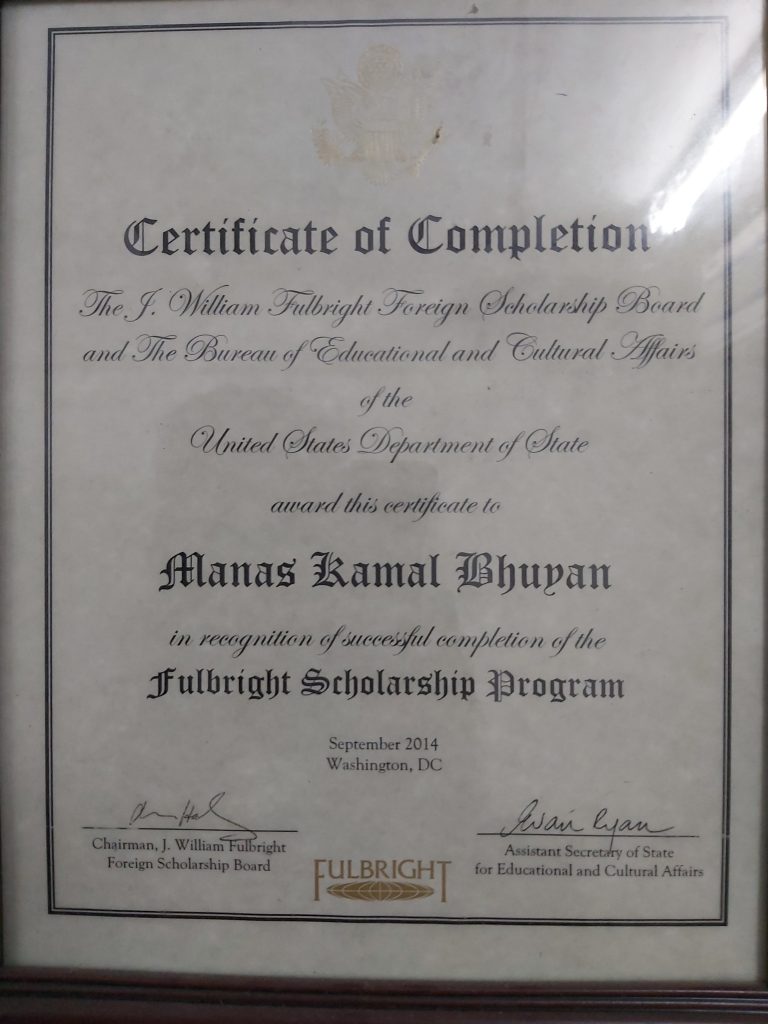 Certificate of Completion
The J. William Fulbright Foreign Scholarship Board
and The Bureau of Educational and Cultural Affairs
of the
United States Department of State
award this certificate to
Manas Kamal Bhuyan
in recognition of successful completion of the
Fulbright Scholarship Program
September 2014
Washington, DC
Chairman, J. William Fulbright
Foreign Scholarship Board
Evan Ryan
Assistant Secretary of State
for Educational and Cultural Affairs
FULBRIGHT